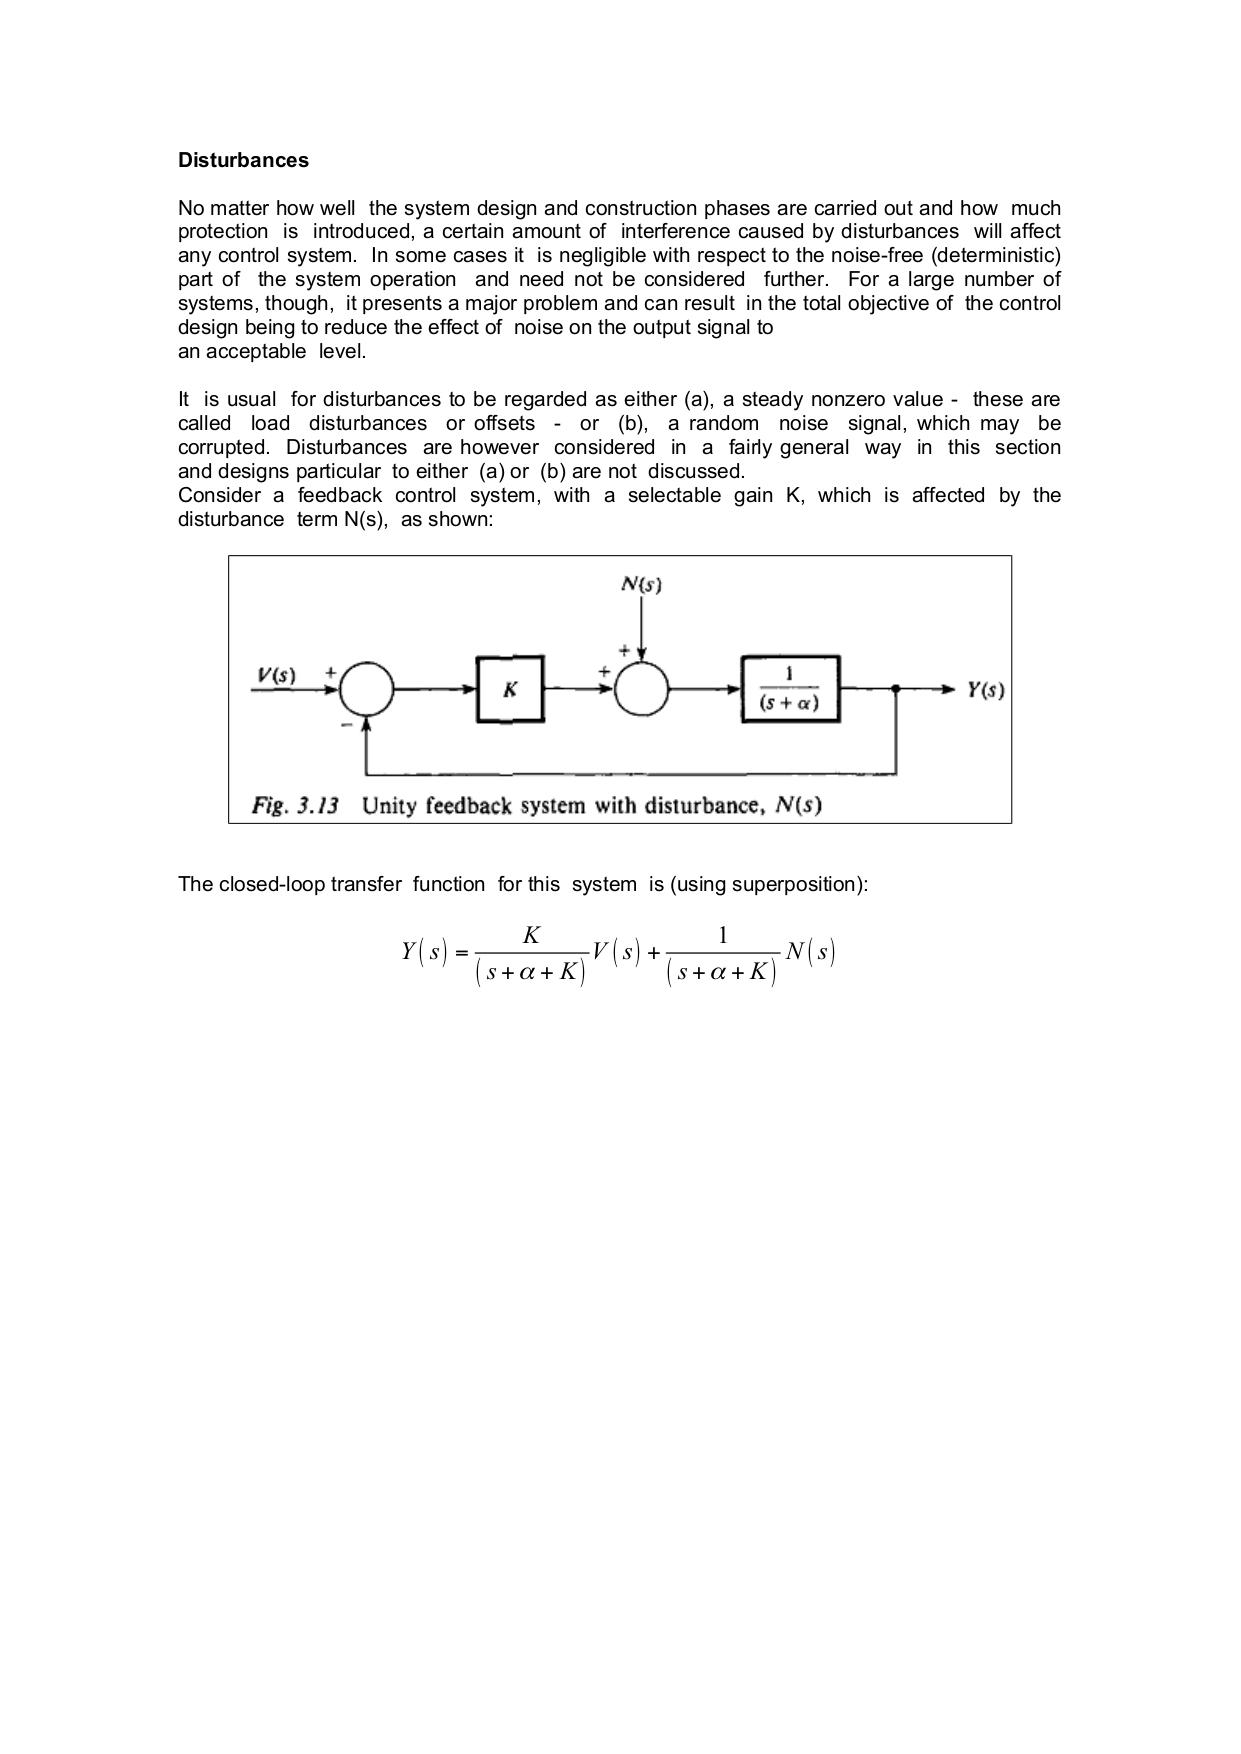 Disturbances
No matter how well the system design and construction phases are carried out and how much
protection is introduced, a certain amount of interference caused by disturbances will affect
any control system. In some cases it is negligible with respect to the noise-free (deterministic)
part of the system operation and need not be considered further. For a large number of
systems, though, it presents a major problem and can result in the total objective of the control
design being to reduce the effect of noise on the output signal to
an acceptable level.
It is usual for disturbances to be regarded as either (a), a steady nonzero value - these are
called load disturbances or offsets - or (b), a random noise signal, which may be
corrupted. Disturbances are however considered in a fairly general way in this section
and designs particular to either (a) or (b) are not discussed.
Consider a feedback control system, with a selectable gain K, which is affected by the
disturbance term N(s), as shown:
N(s)
+
V(s) + K + 1 Y(s)
(s + α)
−
Fig. 3.13 Unity feedback system with disturbance, N(s)
The closed-loop transfer function for this system is (using superposition):
Y(s) = K/(s+α+K) V(s) + 1/(s+α+K) N(s)